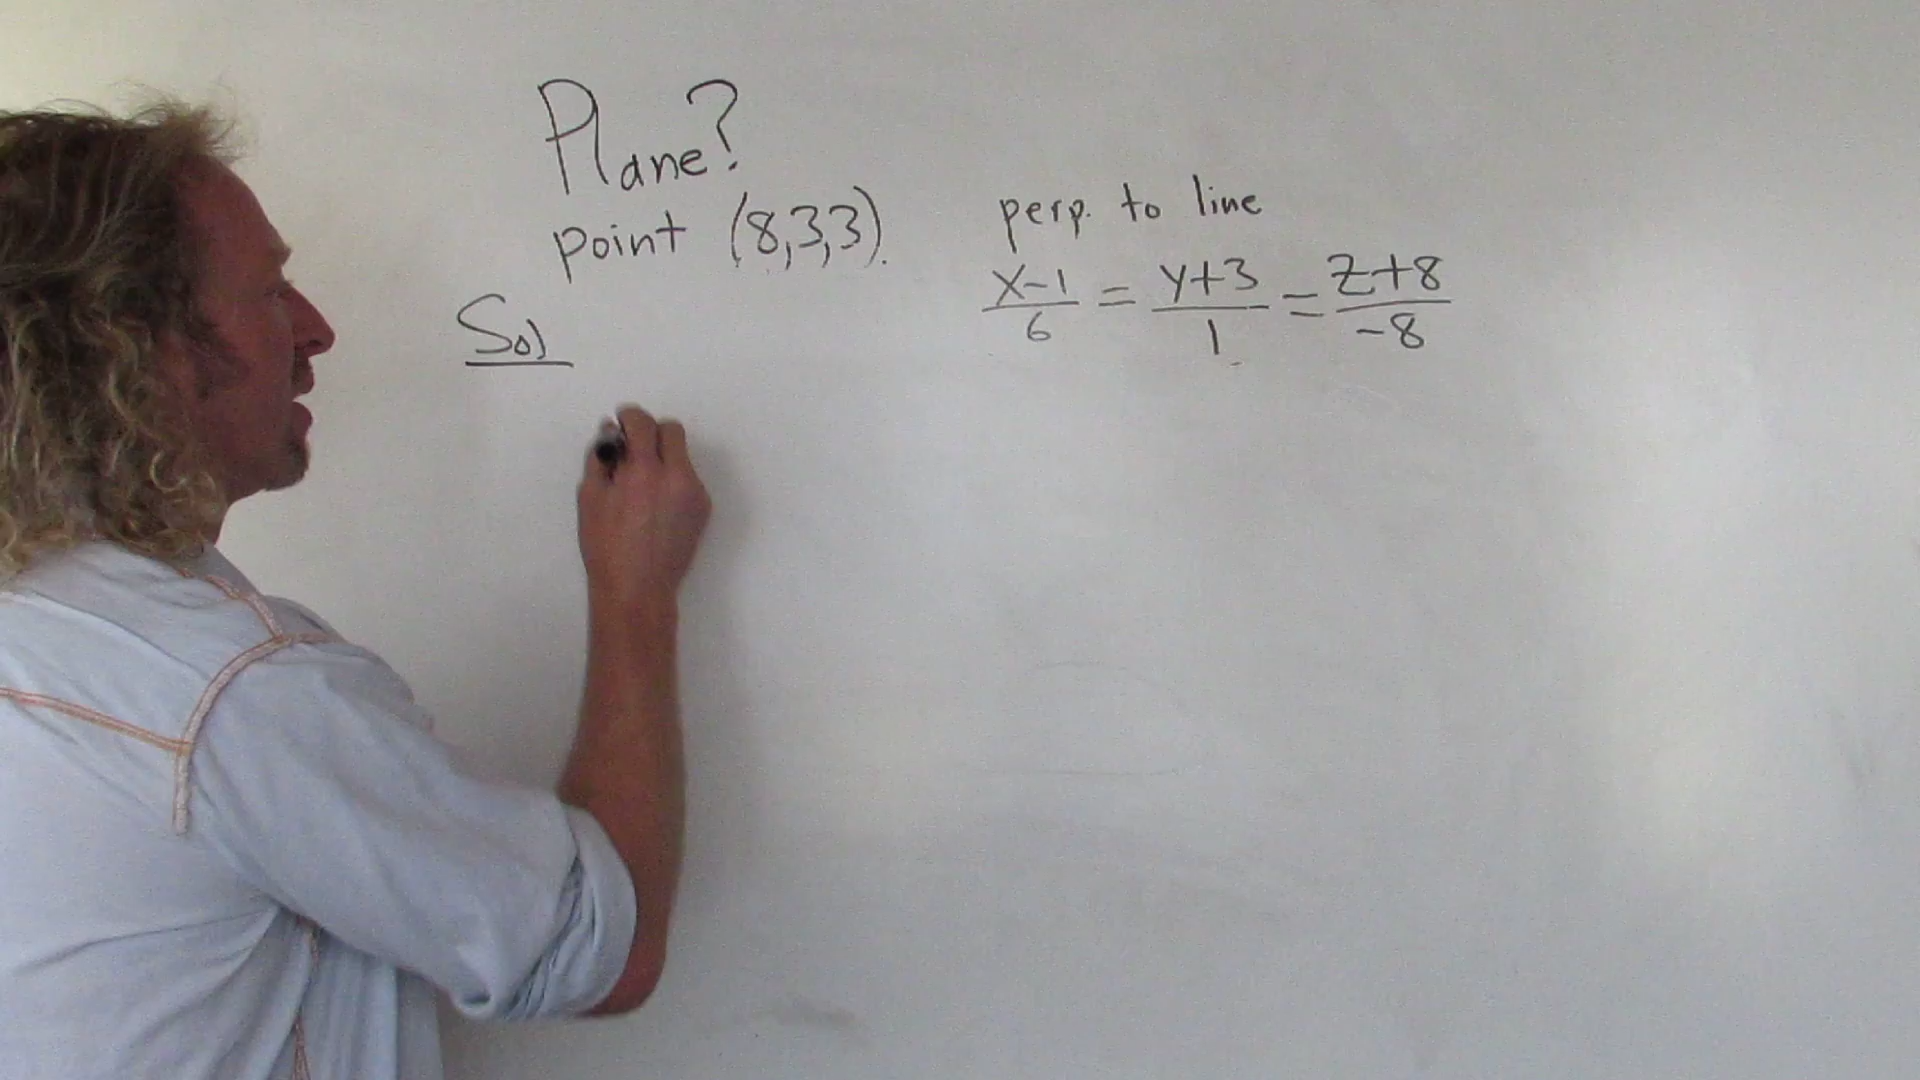 Plane?
point (8,3,3).
perp. to line
x-1/6 = y+3/1 = z+8/-8
Sol